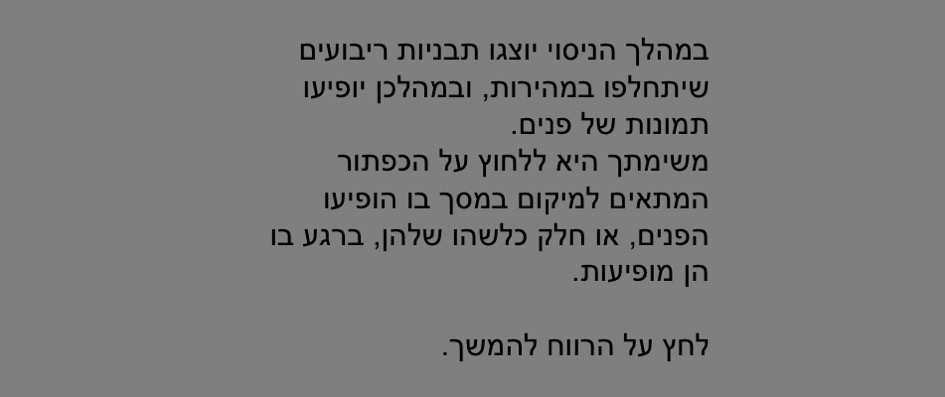 במהלך הניסוי יוצגו תבניות ריבועים
שיתחלפו במהירות, ובמהלכן יופיעו
תמונות של פנים.
משימתך היא ללחוץ על הכפתור
המתאים למיקום במסך בו הופיעו
הפנים, או חלק כלשהו שלהן, ברגע בו
הן מופיעות.
לחץ על הרווח להמשך.